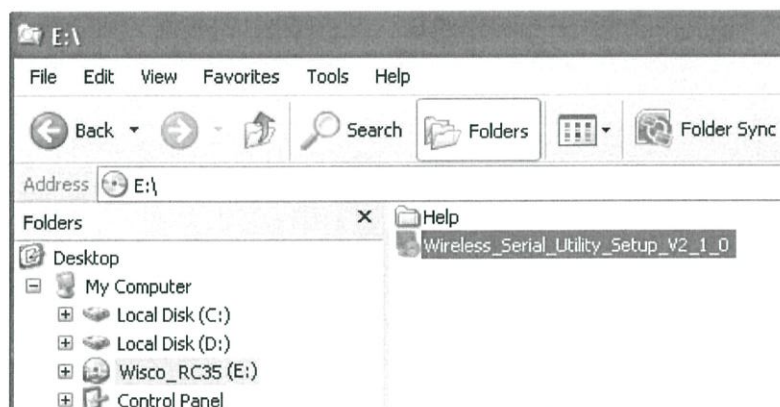 E:\
File Edit View Favorites Tools Help
Back Search Folders Folder Sync
Address E:\
Folders X
Help
Wireless_Serial_Utility_Setup_V2_1_0
Desktop
My Computer
Local Disk (C:)
Local Disk (D:)
Wisco_RC35 (E:)
Control Panel